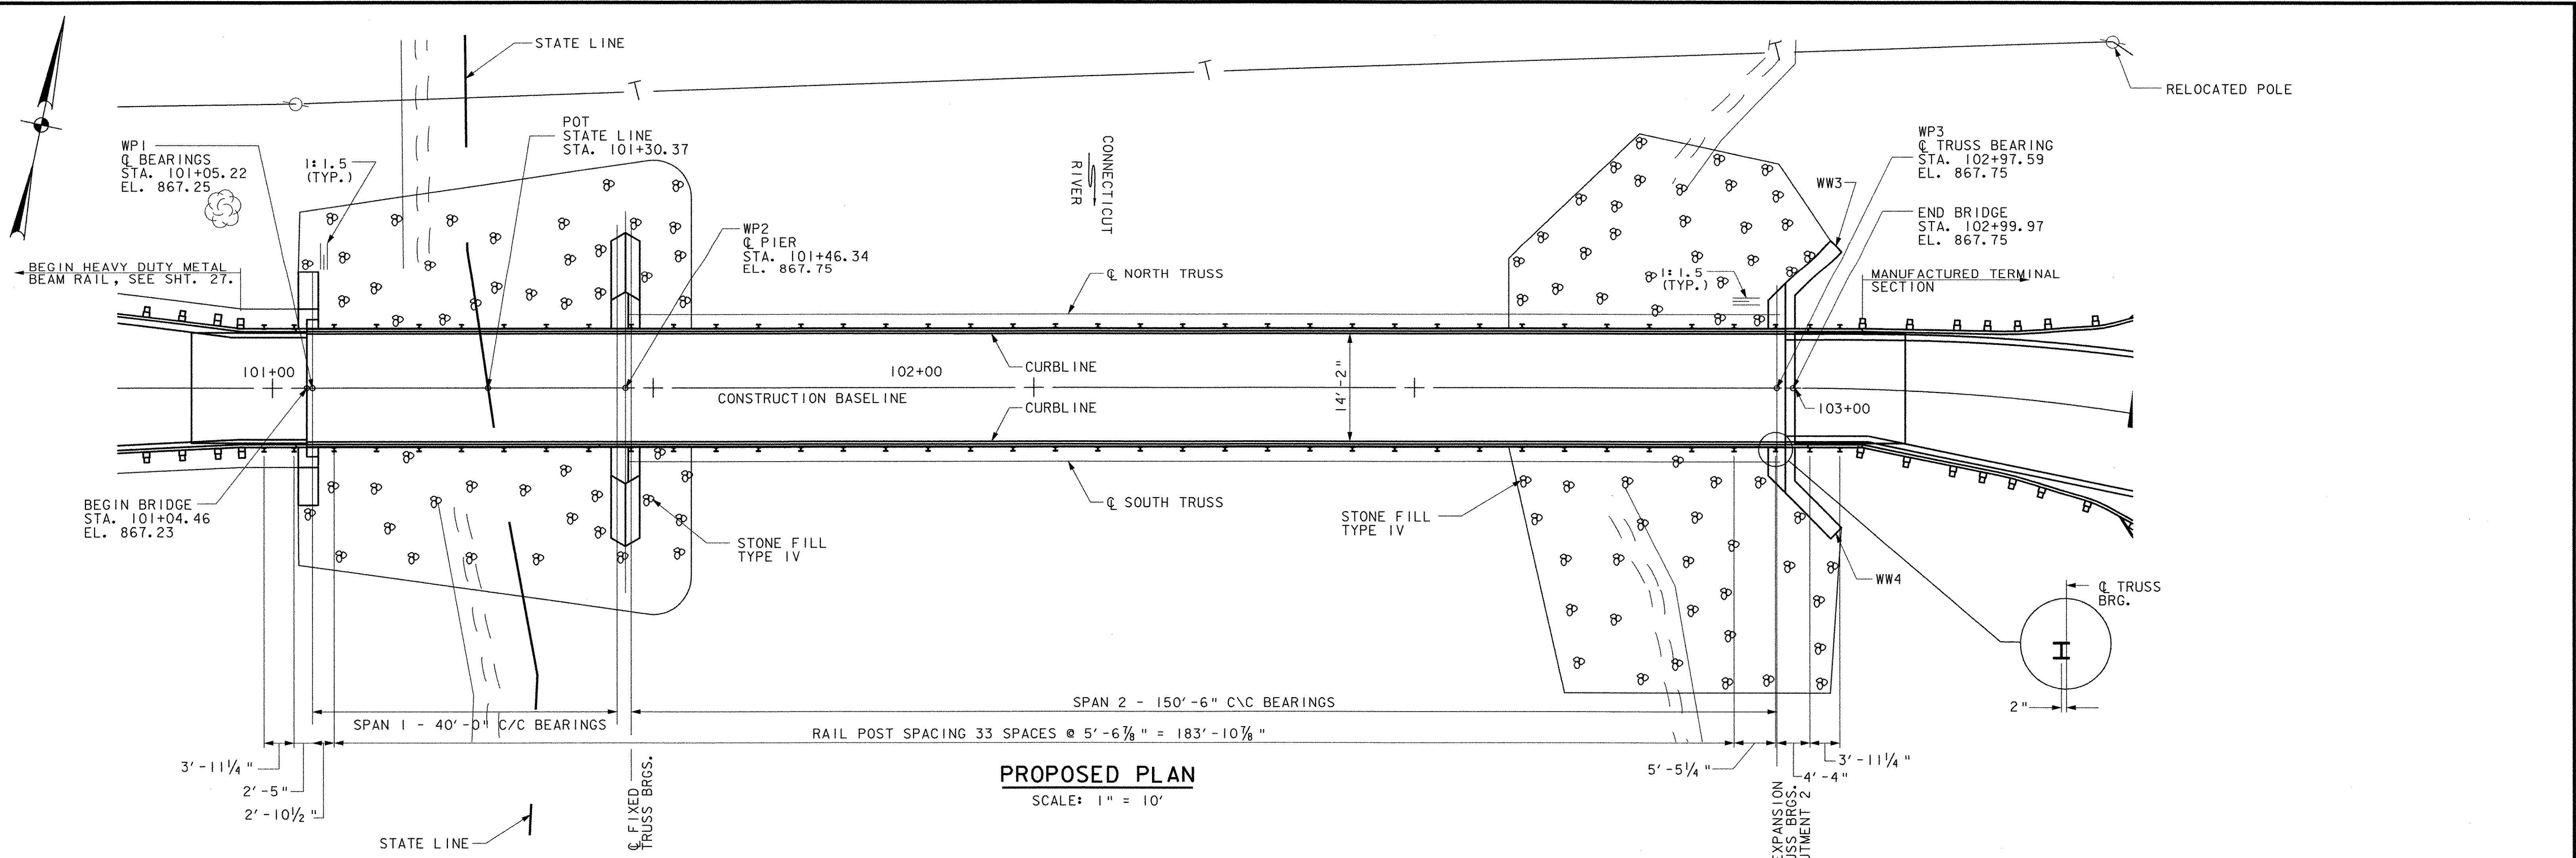 STATE LINE
RELOCATED POLE
POT
STATE LINE
STA. 101+30.37
WP1
℄ BEARINGS
STA. 101+05.22
EL. 867.25
1:1.5
(TYP.)
CONNECTICUT
RIVER
WP3
℄ TRUSS BEARING
STA. 102+97.59
EL. 867.75
WW3
END BRIDGE
STA. 102+99.97
EL. 867.75
WP2
℄ PIER
STA. 101+46.34
EL. 867.75
BEGIN HEAVY DUTY METAL
BEAM RAIL, SEE SHT. 27.
℄ NORTH TRUSS
1:1.5
(TYP.)
MANUFACTURED TERMINAL
SECTION
101+00
CURBLINE
102+00
14'-2"
CONSTRUCTION BASELINE
CURBLINE
103+00
BEGIN BRIDGE
STA. 101+04.46
EL. 867.23
℄ SOUTH TRUSS
STONE FILL
TYPE IV
STONE FILL
TYPE IV
WW4
℄ TRUSS
BRG.
2"
SPAN 1 - 40'-0" C/C BEARINGS
SPAN 2 - 150'-6" C\C BEARINGS
RAIL POST SPACING 33 SPACES @ 5'-6⅞" = 183'-10⅞"
3'-11¼"
2'-5"
2'-10½"
5'-5¼"
4'-4"
3'-11¼"
℄ FIXED
TRUSS BRGS.
PROPOSED PLAN
SCALE: 1" = 10'
STATE LINE
EXPANSION
USS BRGS.
UTMENT 2
T
T
T